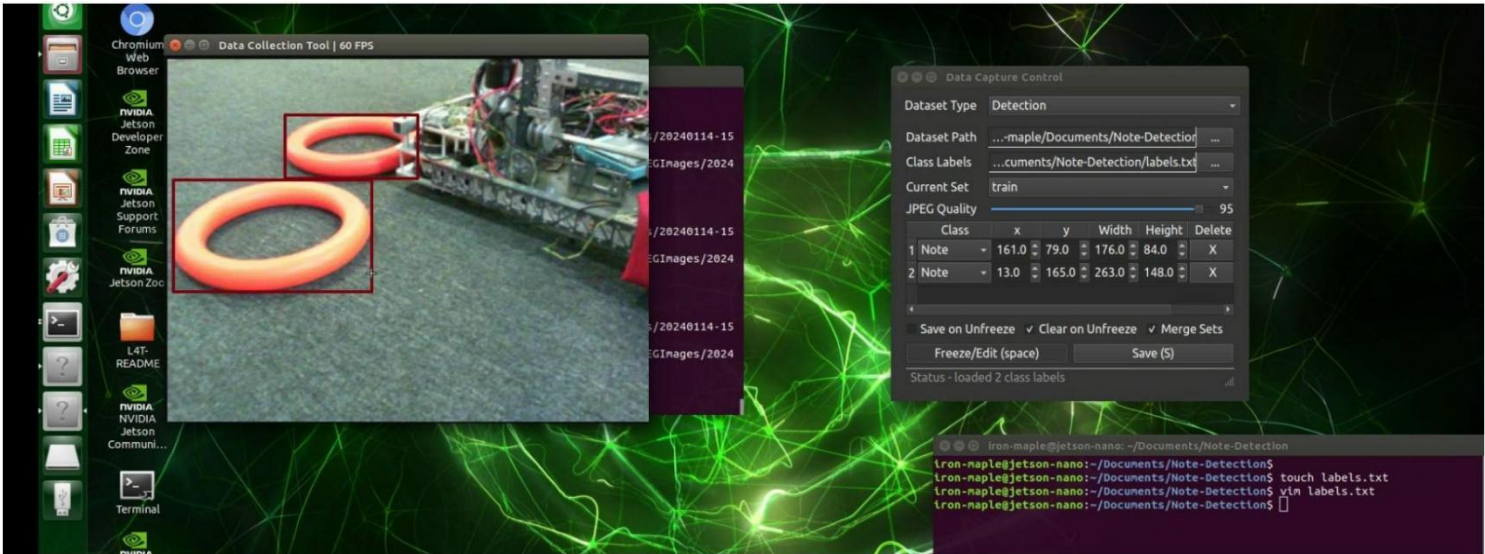 Chromium
Web
Browser
NVIDIA
Jetson
Developer
Zone
NVIDIA
Jetson
Support
Forums
NVIDIA
Jetson Zoo
L4T-
README
NVIDIA
NVIDIA
Jetson
Communi...
Terminal
NVIDIA
Data Collection Tool | 60 FPS
/20240114-15
EGImages/2024
/20240114-15
EGImages/2024
s/20240114-15
EGImages/2024
Data Capture Control
Dataset Type Detection
Dataset Path ...-maple/Documents/Note-Detection ...
Class Labels ...cuments/Note-Detection/labels.txt ...
Current Set train
JPEG Quality 95
Class x y Width Height Delete
1 Note 161.0 79.0 176.0 84.0 X
2 Note 13.0 165.0 263.0 148.0 X
Save on Unfreeze Clear on Unfreeze Merge Sets
Freeze/Edit (space) Save (S)
Status - loaded 2 class labels
iron-maple@jetson-nano: ~/Documents/Note-Detection
iron-maple@jetson-nano:~/Documents/Note-Detection$
iron-maple@jetson-nano:~/Documents/Note-Detection$ touch labels.txt
iron-maple@jetson-nano:~/Documents/Note-Detection$ vim labels.txt
iron-maple@jetson-nano:~/Documents/Note-Detection$